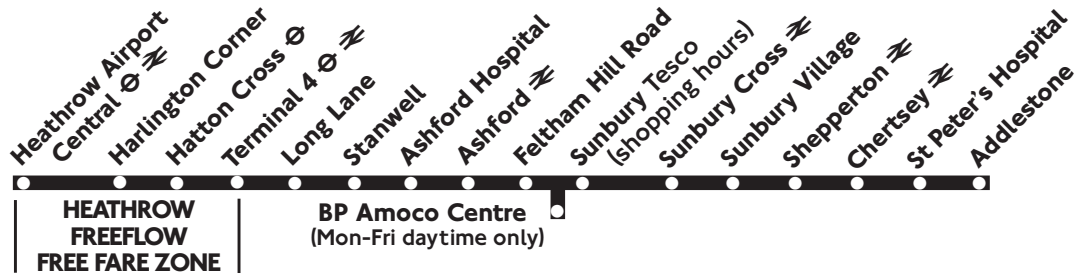 Heathrow Airport
Central
Harlington Corner
Hatton Cross
Terminal 4
Long Lane
Stanwell
Ashford Hospital
Ashford
Feltham Hill Road
Sunbury Tesco
(shopping hours)
Sunbury Cross
Sunbury Village
Shepperton
Chertsey
St Peter's Hospital
Addlestone
HEATHROW
FREEFLOW
FREE FARE ZONE
BP Amoco Centre
(Mon-Fri daytime only)